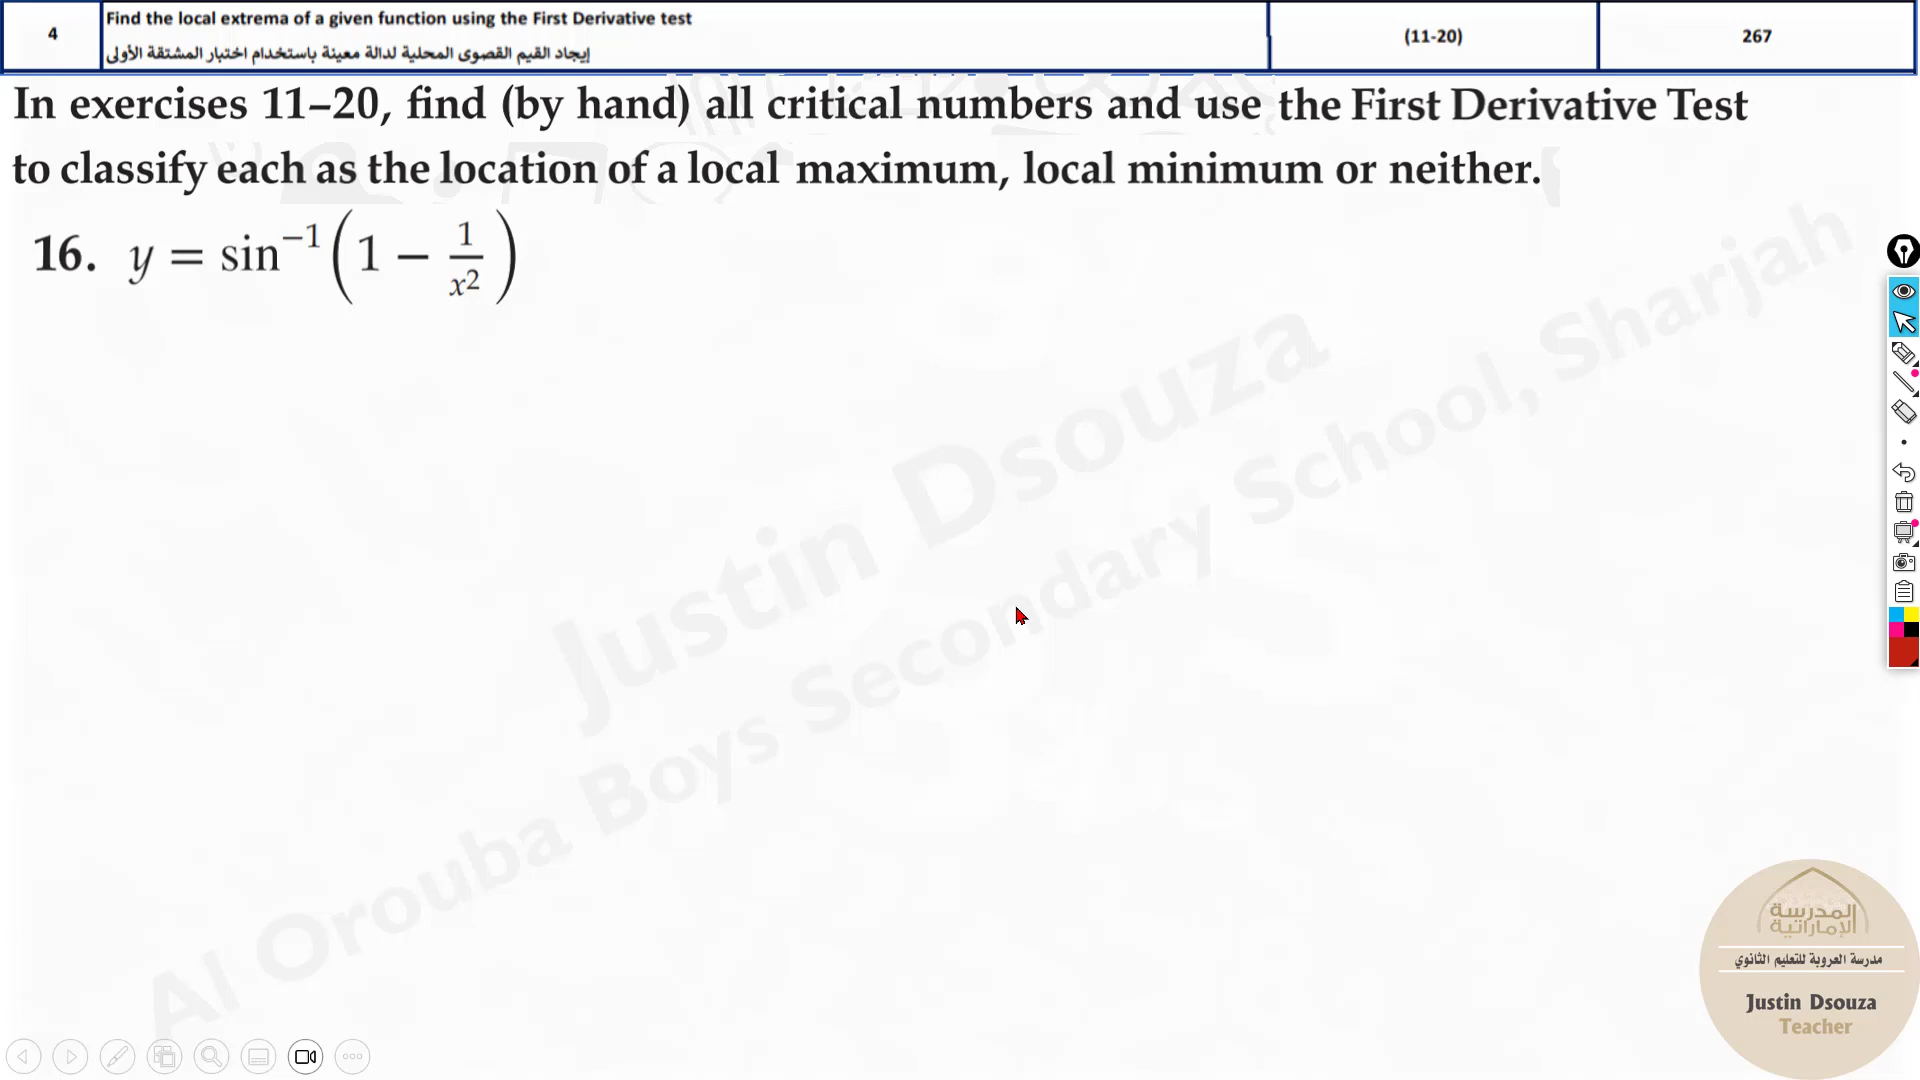 4
Find the local extrema of a given function using the First Derivative test
إيجاد القيم القصوى المحلية لدالة معينة باستخدام اختبار المشتقة الأولى
(11-20)
267
In exercises 11–20, find (by hand) all critical numbers and use the First Derivative Test
to classify each as the location of a local maximum, local minimum or neither.
16. y = sin⁻¹(1 − 1/x²)
Justin Dsouza
Al Orouba Boys Secondary School, Sharjah
المدرسة
الإماراتية
مدرسة العروبة للتعليم الثانوي
Justin Dsouza
Teacher